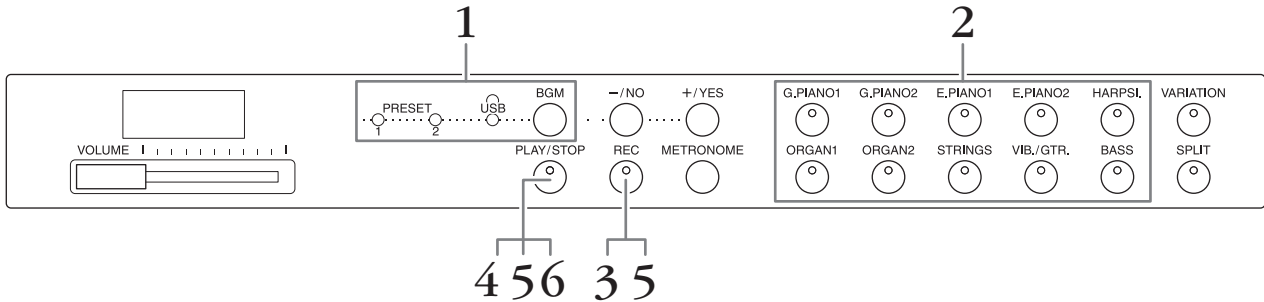 1 2
BGM −/NO +/YES G.PIANO1 G.PIANO2 E.PIANO1 E.PIANO2 HARPSI. VARIATION
PRESET USB
1 2
VOLUME PLAY/STOP REC METRONOME ORGAN1 ORGAN2 STRINGS VIB./GTR. BASS SPLIT
4 5 6 3 5